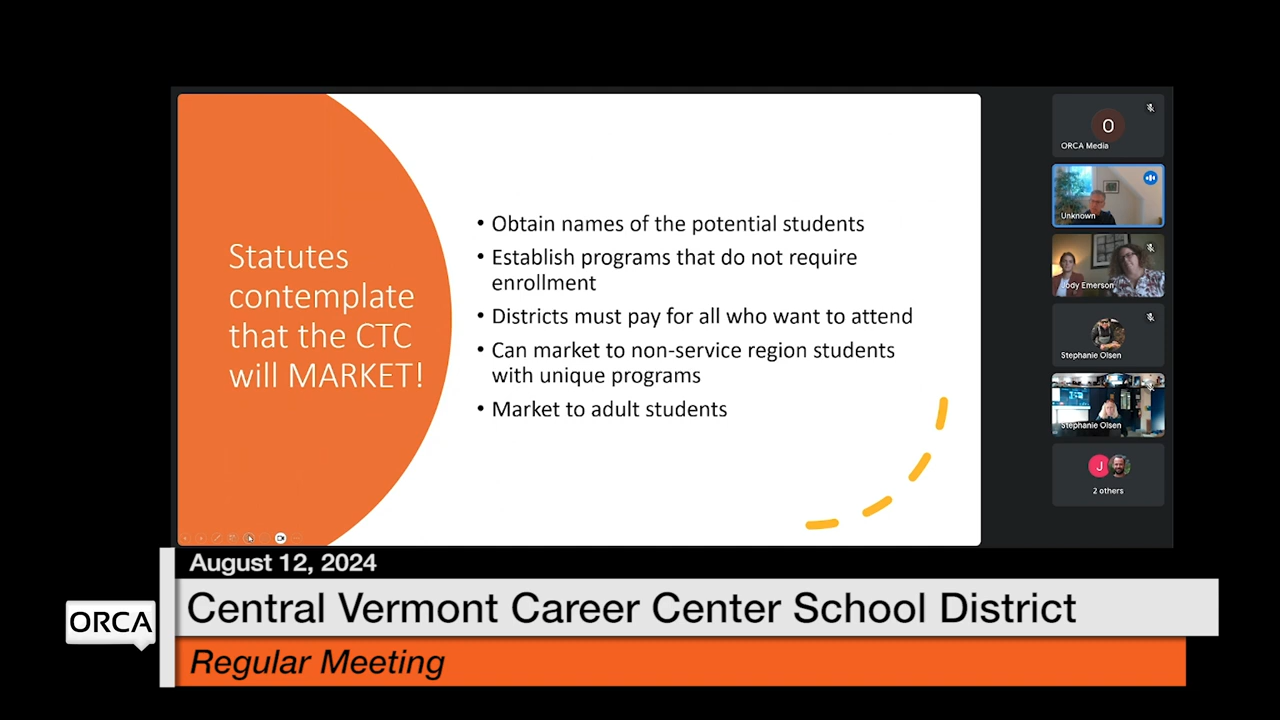 Statutes
contemplate
that the CTC
will MARKET!
• Obtain names of the potential students
• Establish programs that do not require
enrollment
• Districts must pay for all who want to attend
• Can market to non-service region students
with unique programs
• Market to adult students
O
ORCA Media
Unknown
Jody Emerson
Stephanie Olsen
Stephanie Olsen
J
2 others
August 12, 2024
ORCA
Central Vermont Career Center School District
Regular Meeting